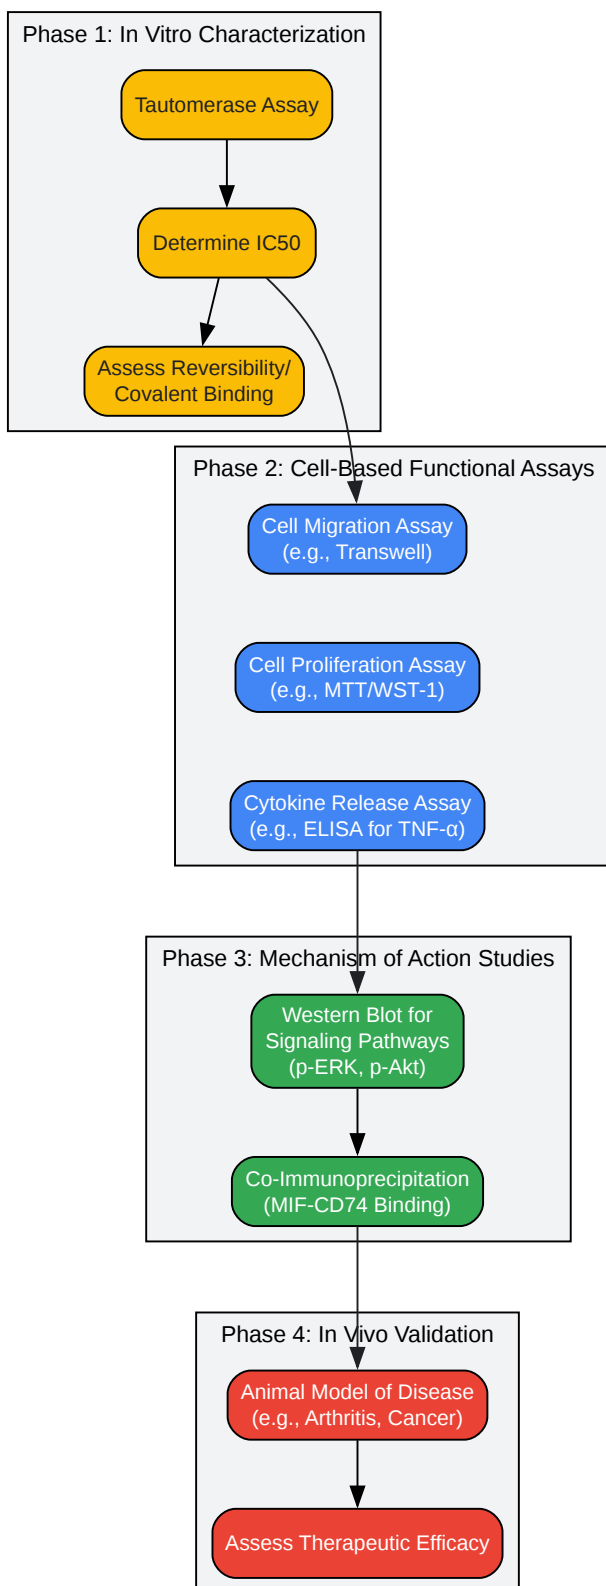 Phase 1: In Vitro Characterization
Tautomerase Assay
Determine IC50
Assess Reversibility/
Covalent Binding
Phase 2: Cell-Based Functional Assays
Cell Migration Assay
(e.g., Transwell)
Cell Proliferation Assay
(e.g., MTT/WST-1)
Cytokine Release Assay
(e.g., ELISA for TNF-α)
Phase 3: Mechanism of Action Studies
Western Blot for
Signaling Pathways
(p-ERK, p-Akt)
Co-Immunoprecipitation
(MIF-CD74 Binding)
Phase 4: In Vivo Validation
Animal Model of Disease
(e.g., Arthritis, Cancer)
Assess Therapeutic Efficacy